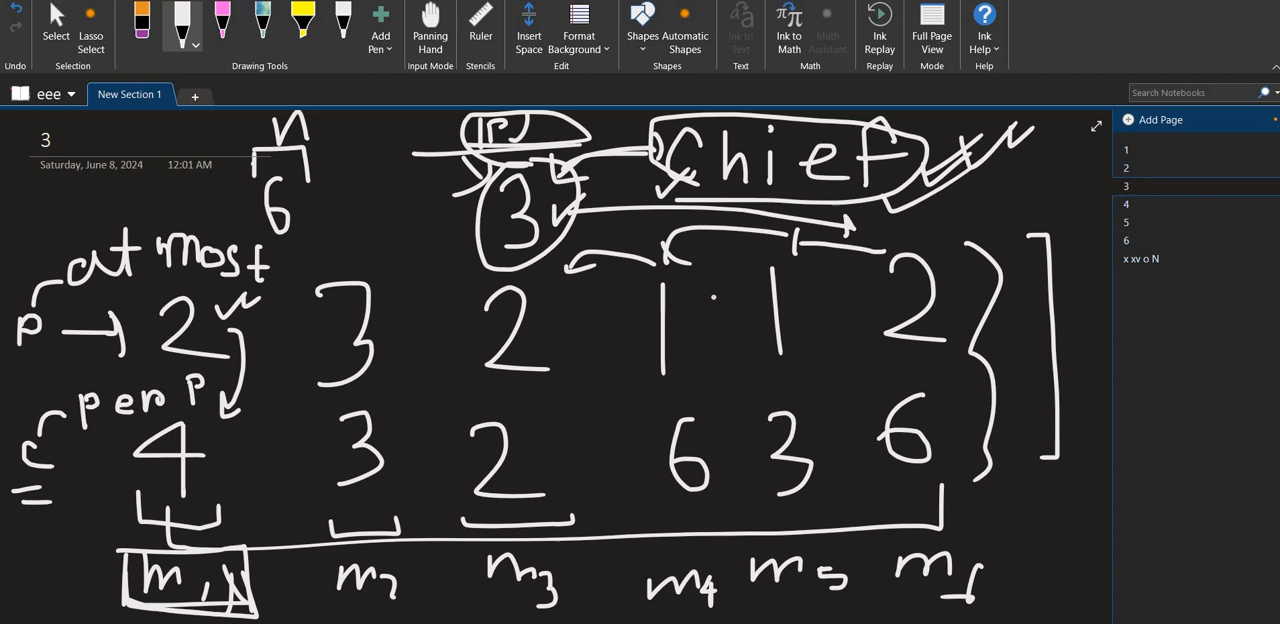 Undo
Select
Lasso Select
Selection
Add Pen
Drawing Tools
Panning Hand
Input Mode
Ruler
Stencils
Insert Space
Format Background
Edit
Shapes
Automatic Shapes
Shapes
Ink to Text
Text
Ink to Math
Math Assistant
Math
Ink Replay
Replay
Full Page View
Mode
Ink Help
Help
eee
New Section 1
+
Search Notebooks
Add Page
1
2
3
4
5
6
x xv o N
3
Saturday, June 8, 2024 12:01 AM
n
6
chief
3
at most
P → 2 3 2 1 1 2
per P
c 4 3 2 6 3 6
m1 m2 m3 m4 m5 m6